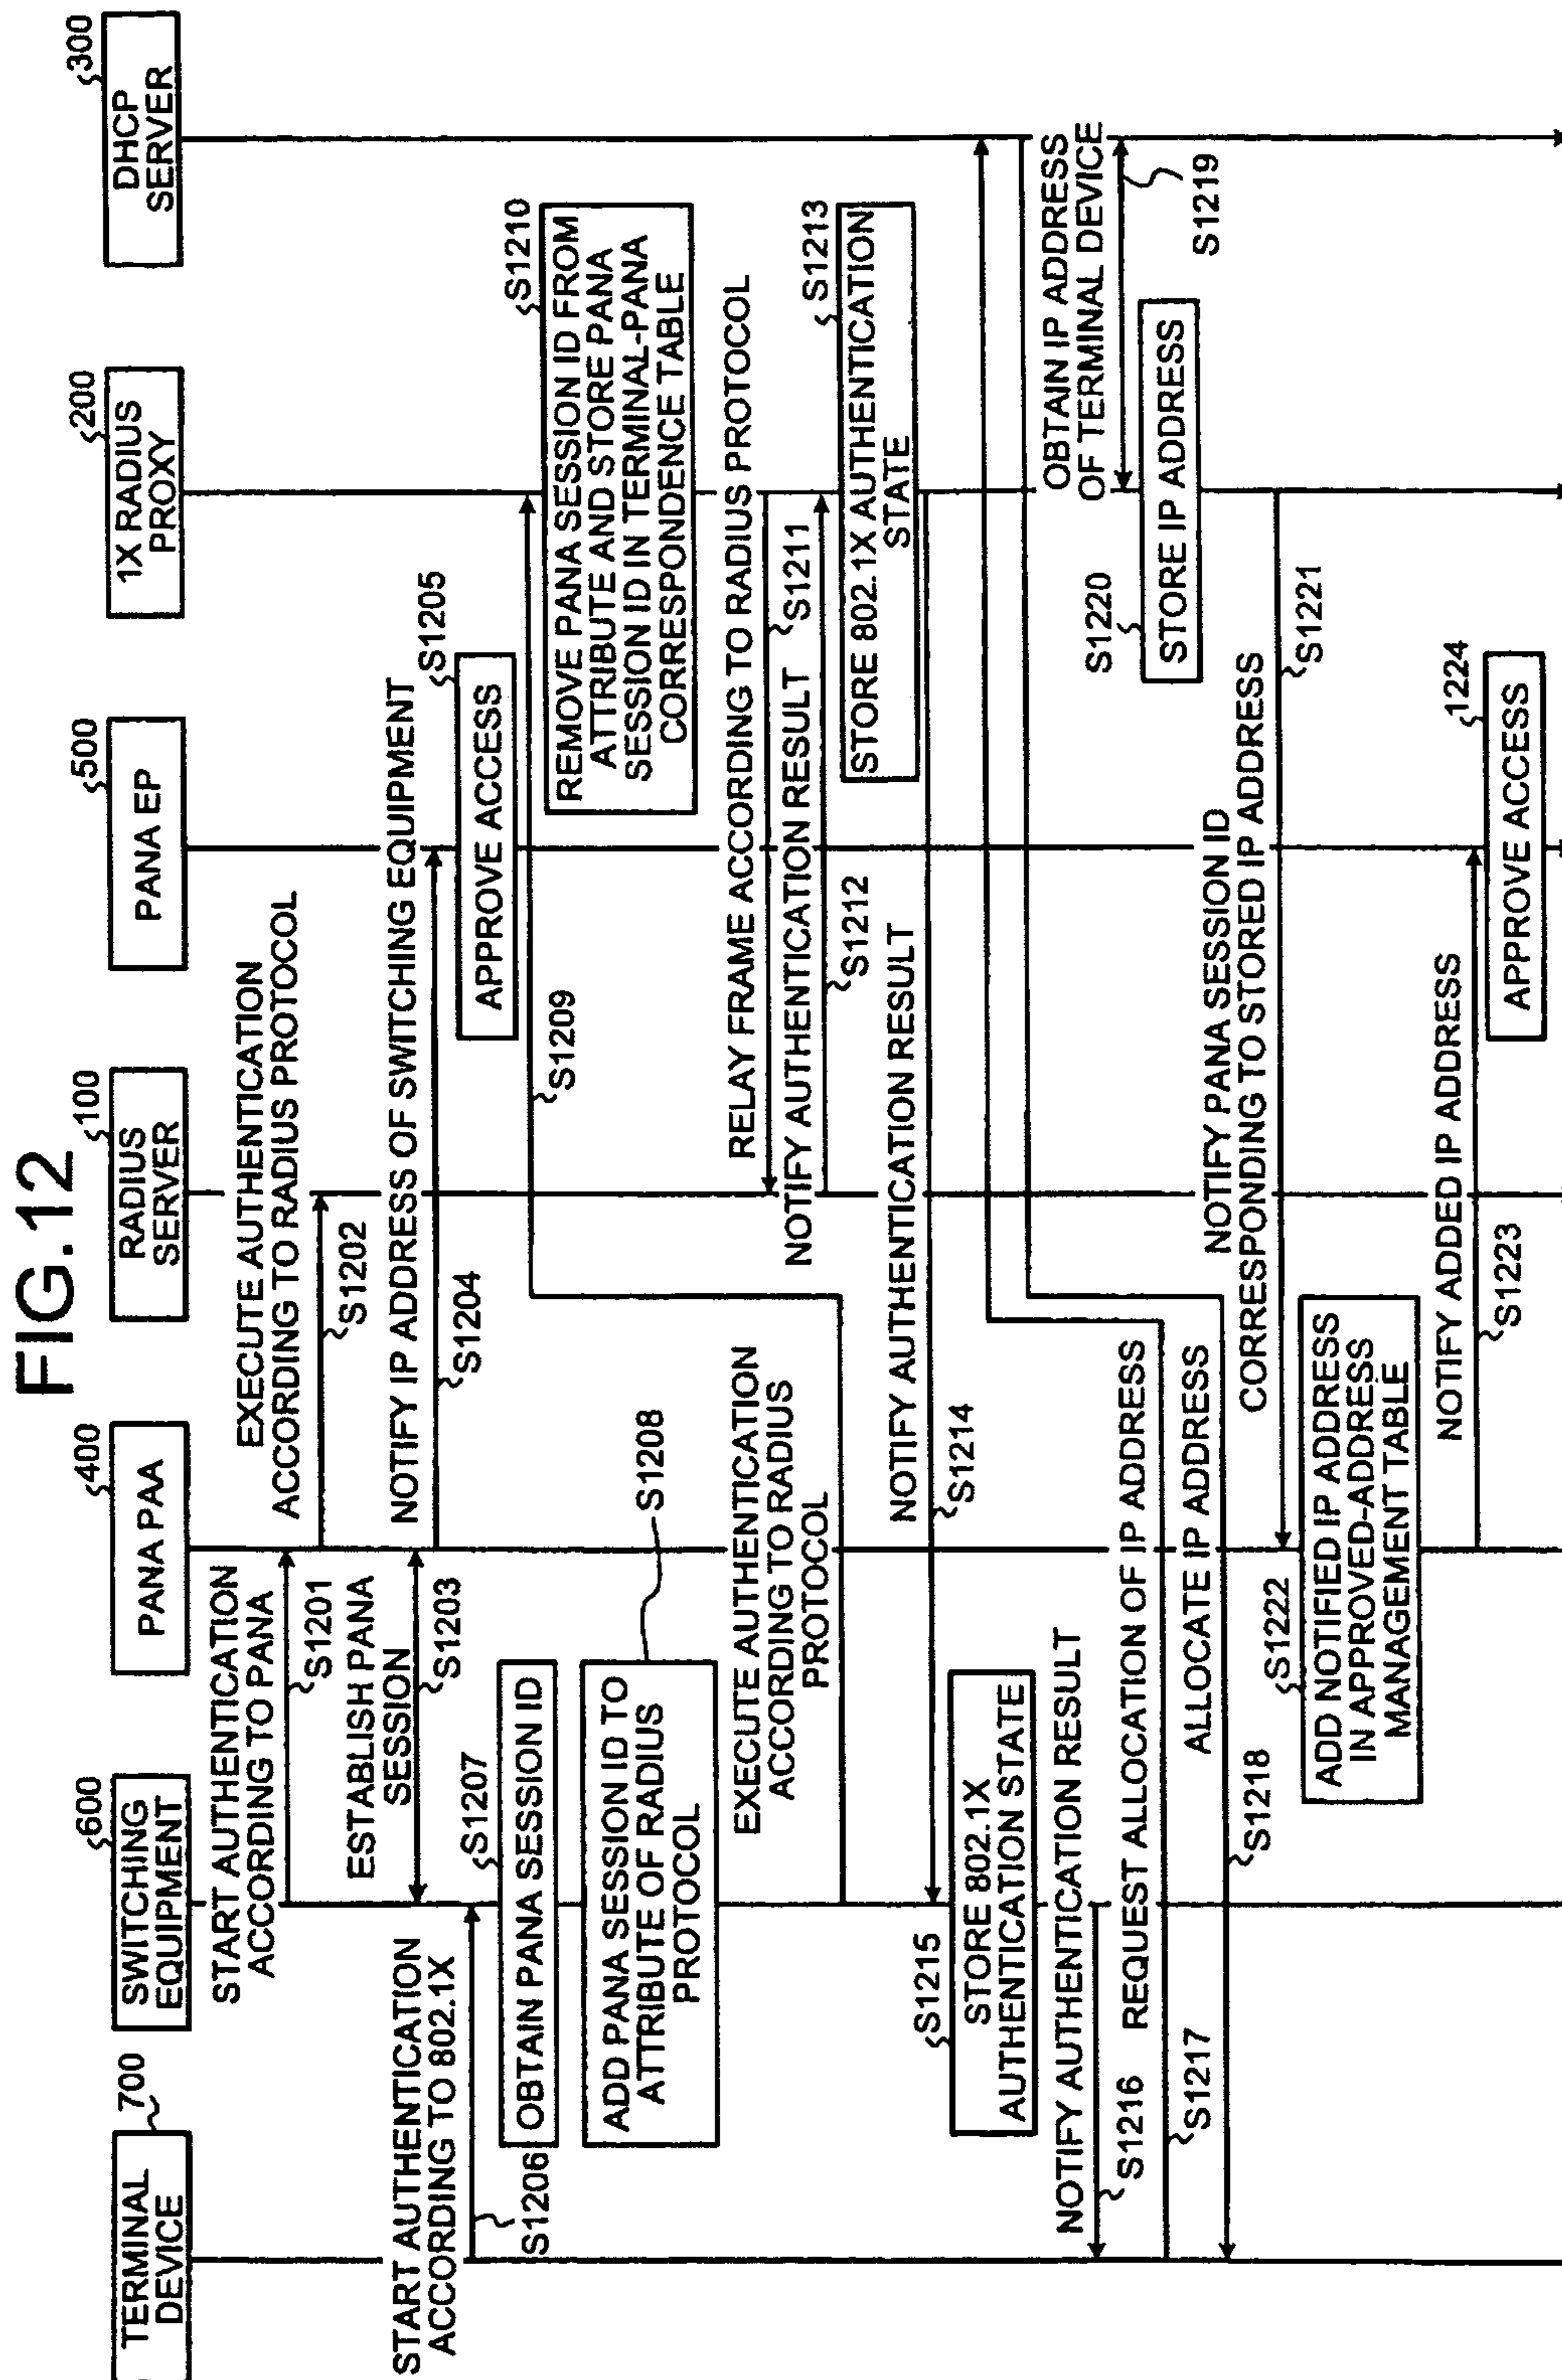 FIG.12
TERMINAL
DEVICE
700
SWITCHING
EQUIPMENT
600
PANA PAA
400
RADIUS
SERVER
100
PANA EP
500
1X RADIUS
PROXY
200
DHCP
SERVER
300
START AUTHENTICATION
ACCORDING TO PANA
S1201
EXECUTE AUTHENTICATION
ACCORDING TO RADIUS PROTOCOL
S1202
ESTABLISH PANA
SESSION
S1203
NOTIFY IP ADDRESS OF SWITCHING EQUIPMENT
S1204
S1205
APPROVE ACCESS
START AUTHENTICATION
ACCORDING TO 802.1X
S1206
S1207
OBTAIN PANA SESSION ID
S1208
ADD PANA SESSION ID TO
ATTRIBUTE OF RADIUS
PROTOCOL
EXECUTE AUTHENTICATION
ACCORDING TO RADIUS
PROTOCOL
S1209
S1210
REMOVE PANA SESSION ID FROM
ATTRIBUTE AND STORE PANA
SESSION ID IN TERMINAL-PANA
CORRESPONDENCE TABLE
RELAY FRAME ACCORDING TO RADIUS PROTOCOL
S1211
NOTIFY AUTHENTICATION RESULT
S1212
S1213
STORE 802.1X AUTHENTICATION
STATE
NOTIFY AUTHENTICATION RESULT
S1214
S1215
STORE 802.1X
AUTHENTICATION STATE
NOTIFY AUTHENTICATION RESULT
S1216
REQUEST ALLOCATION OF IP ADDRESS
S1217
ALLOCATE IP ADDRESS
S1218
OBTAIN IP ADDRESS
OF TERMINAL DEVICE
S1219
S1220
STORE IP ADDRESS
NOTIFY PANA SESSION ID
CORRESPONDING TO STORED IP ADDRESS
S1221
S1222
ADD NOTIFIED IP ADDRESS
IN APPROVED-ADDRESS
MANAGEMENT TABLE
NOTIFY ADDED IP ADDRESS
S1223
1224
APPROVE ACCESS